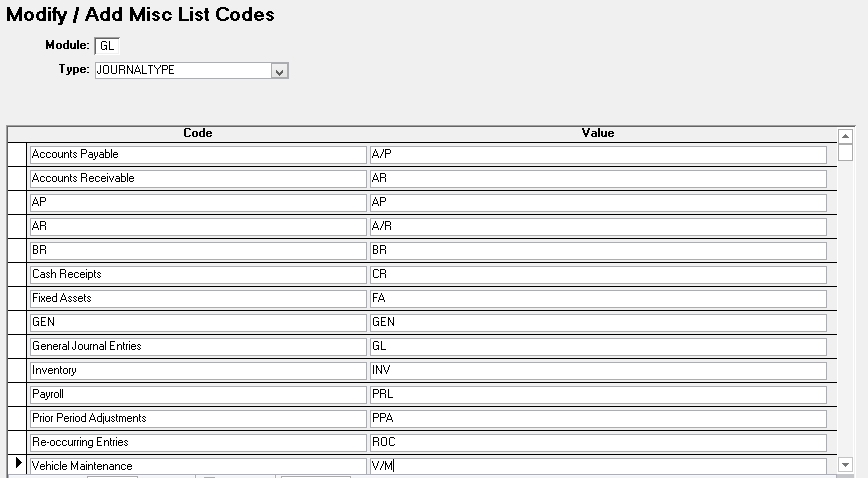 Modify / Add Misc List Codes
Module: GL
Type: JOURNALTYPE
Code Value
Accounts Payable A/P
Accounts Receivable AR
AP AP
AR A/R
BR BR
Cash Receipts CR
Fixed Assets FA
GEN GEN
General Journal Entries GL
Inventory INV
Payroll PRL
Prior Period Adjustments PPA
Re-occurring Entries ROC
Vehicle Maintenance V/M